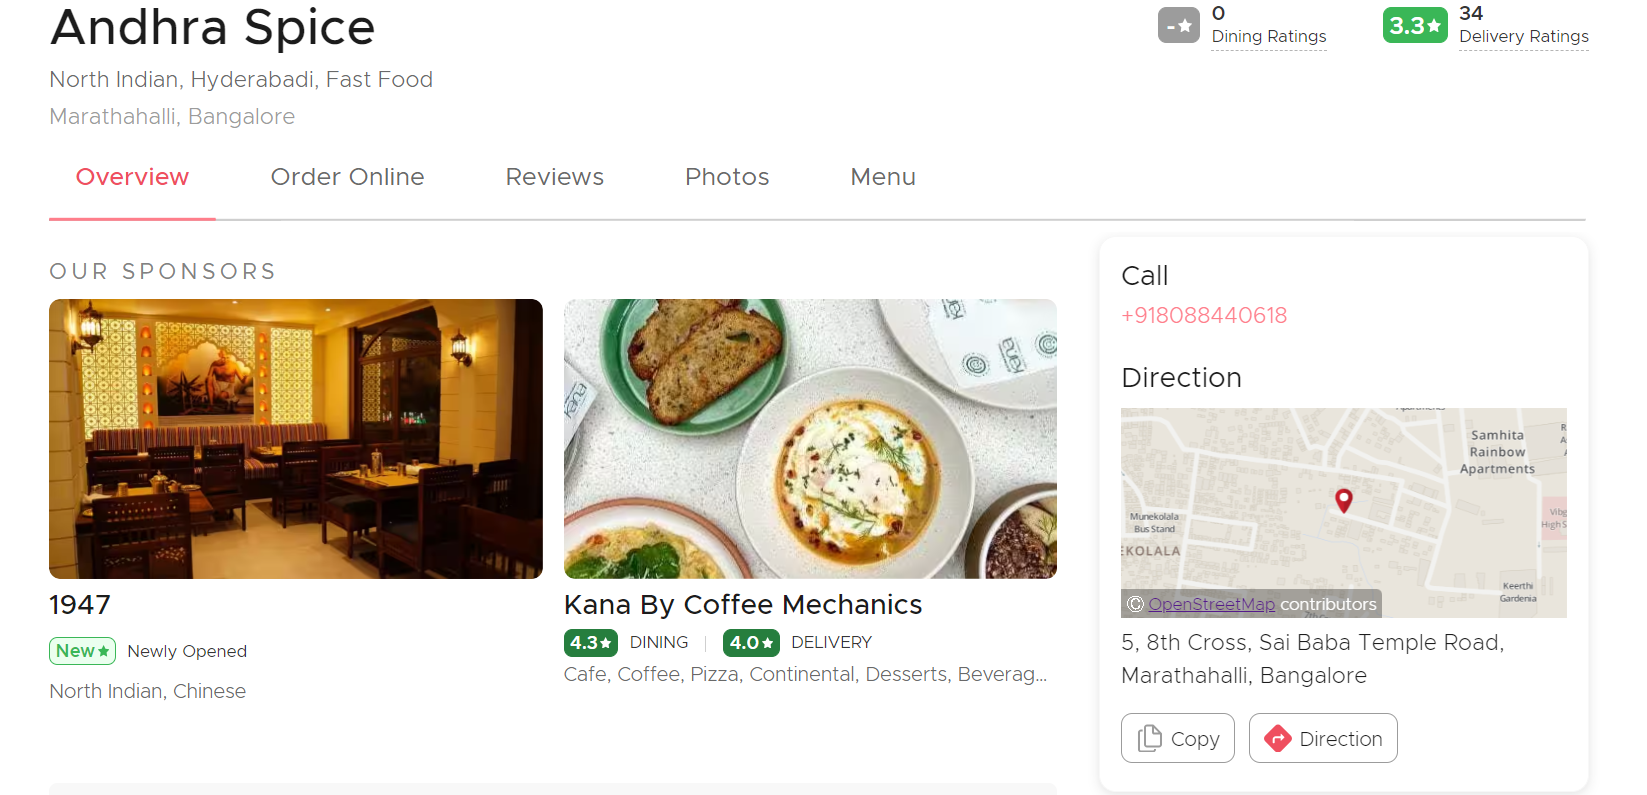 Andhra Spice
- ★
0
Dining Ratings
3.3★
34
Delivery Ratings
North Indian, Hyderabadi, Fast Food
Marathahalli, Bangalore
Overview
Order Online
Reviews
Photos
Menu
OUR SPONSORS
1947
New★ Newly Opened
North Indian, Chinese
Kana By Coffee Mechanics
4.3★ DINING | 4.0★ DELIVERY
Cafe, Coffee, Pizza, Continental, Desserts, Beverag...
Call
+918088440618
Direction
Samhita
Rainbow
Apartments
Munekolala
Bus Stand
EKOLALA
Vibg
High S
Keerthi
Gardenia
© OpenStreetMap contributors
5, 8th Cross, Sai Baba Temple Road,
Marathahalli, Bangalore
Copy
Direction